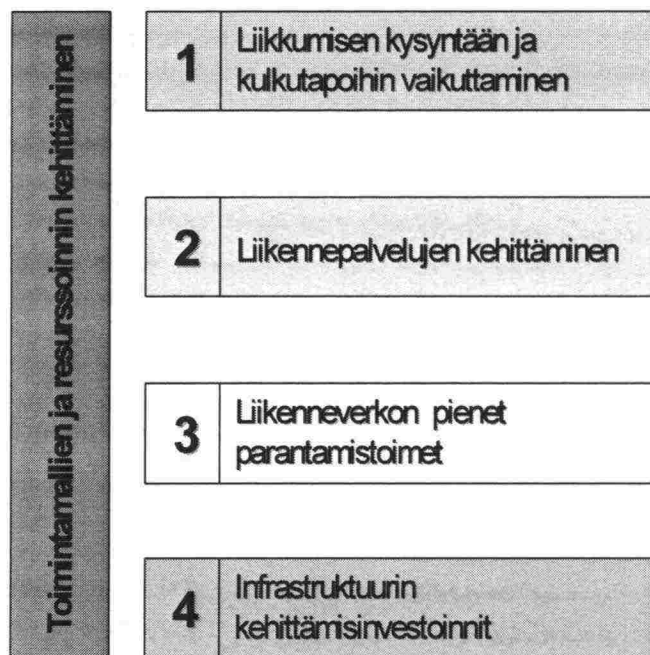 Toimintamallien ja resurssoinnin kehittäminen
1
Liikkumisen kysyntään ja
kulkutapoihin vaikuttaminen
2
Liikennepalvelujen kehittäminen
3
Liikenneverkon pienet
parantamistoimet
4
Infrastruktuurin
kehittämisinvestoinnit